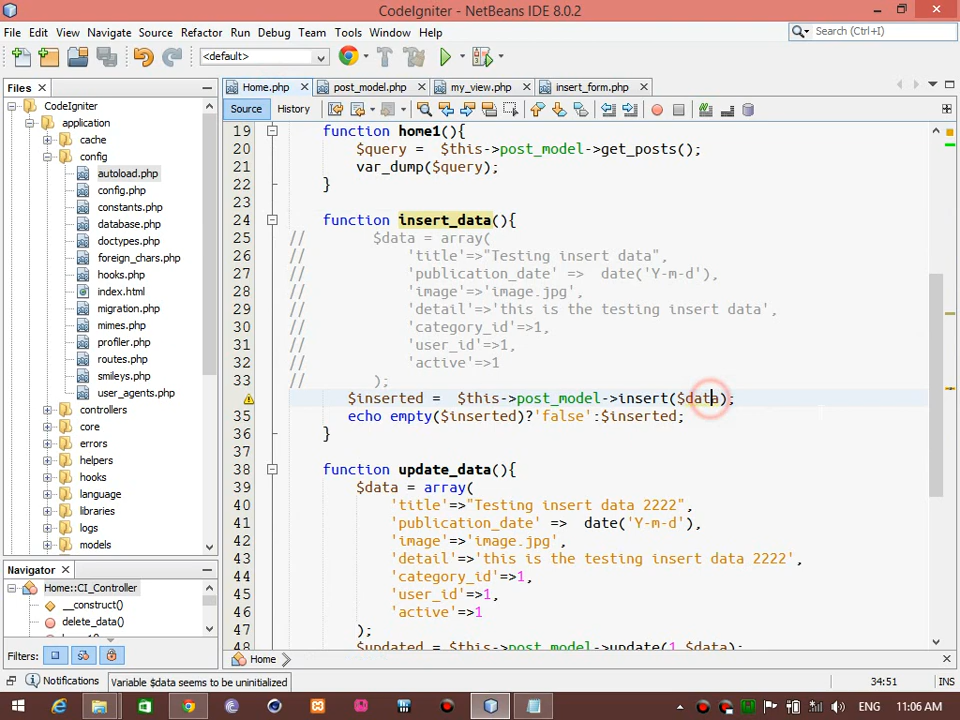 CodeIgniter - NetBeans IDE 8.0.2
File Edit View Navigate Source Refactor Run Debug Team Tools Window Help
Search (Ctrl+I)
<default>
Files
Home.php
post_model.php
my_view.php
insert_form.php
Source History
CodeIgniter
application
cache
config
autoload.php
config.php
constants.php
database.php
doctypes.php
foreign_chars.php
hooks.php
index.html
migration.php
mimes.php
profiler.php
routes.php
smileys.php
user_agents.php
controllers
core
errors
helpers
hooks
language
libraries
logs
models
19 function home1(){
20 $query =  $this->post_model->get_posts();
21 var_dump($query);
22 }
23
24 function insert_data(){
25 // $data = array(
26 // 'title'=>"Testing insert data",
27 // 'publication_date' =>  date('Y-m-d'),
28 // 'image'=>'image.jpg',
29 // 'detail'=>'this is the testing insert data',
30 // 'category_id'=>1,
31 // 'user_id'=>1,
32 // 'active'=>1
33 // );
$inserted =  $this->post_model->insert($data);
35 echo empty($inserted)?'false':$inserted;
36 }
37
38 function update_data(){
39 $data = array(
40 'title'=>"Testing insert data 2222",
41 'publication_date' =>  date('Y-m-d'),
42 'image'=>'image.jpg',
43 'detail'=>'this is the testing insert data 2222',
44 'category_id'=>1,
45 'user_id'=>1,
46 'active'=>1
47 );
48 $updated = $this->post_model->update(1,$data);
Navigator
Home::CI_Controller
__construct()
delete_data()
Filters:
Home
Notifications
Variable $data seems to be uninitialized
34:51
INS
ENG
11:06 AM